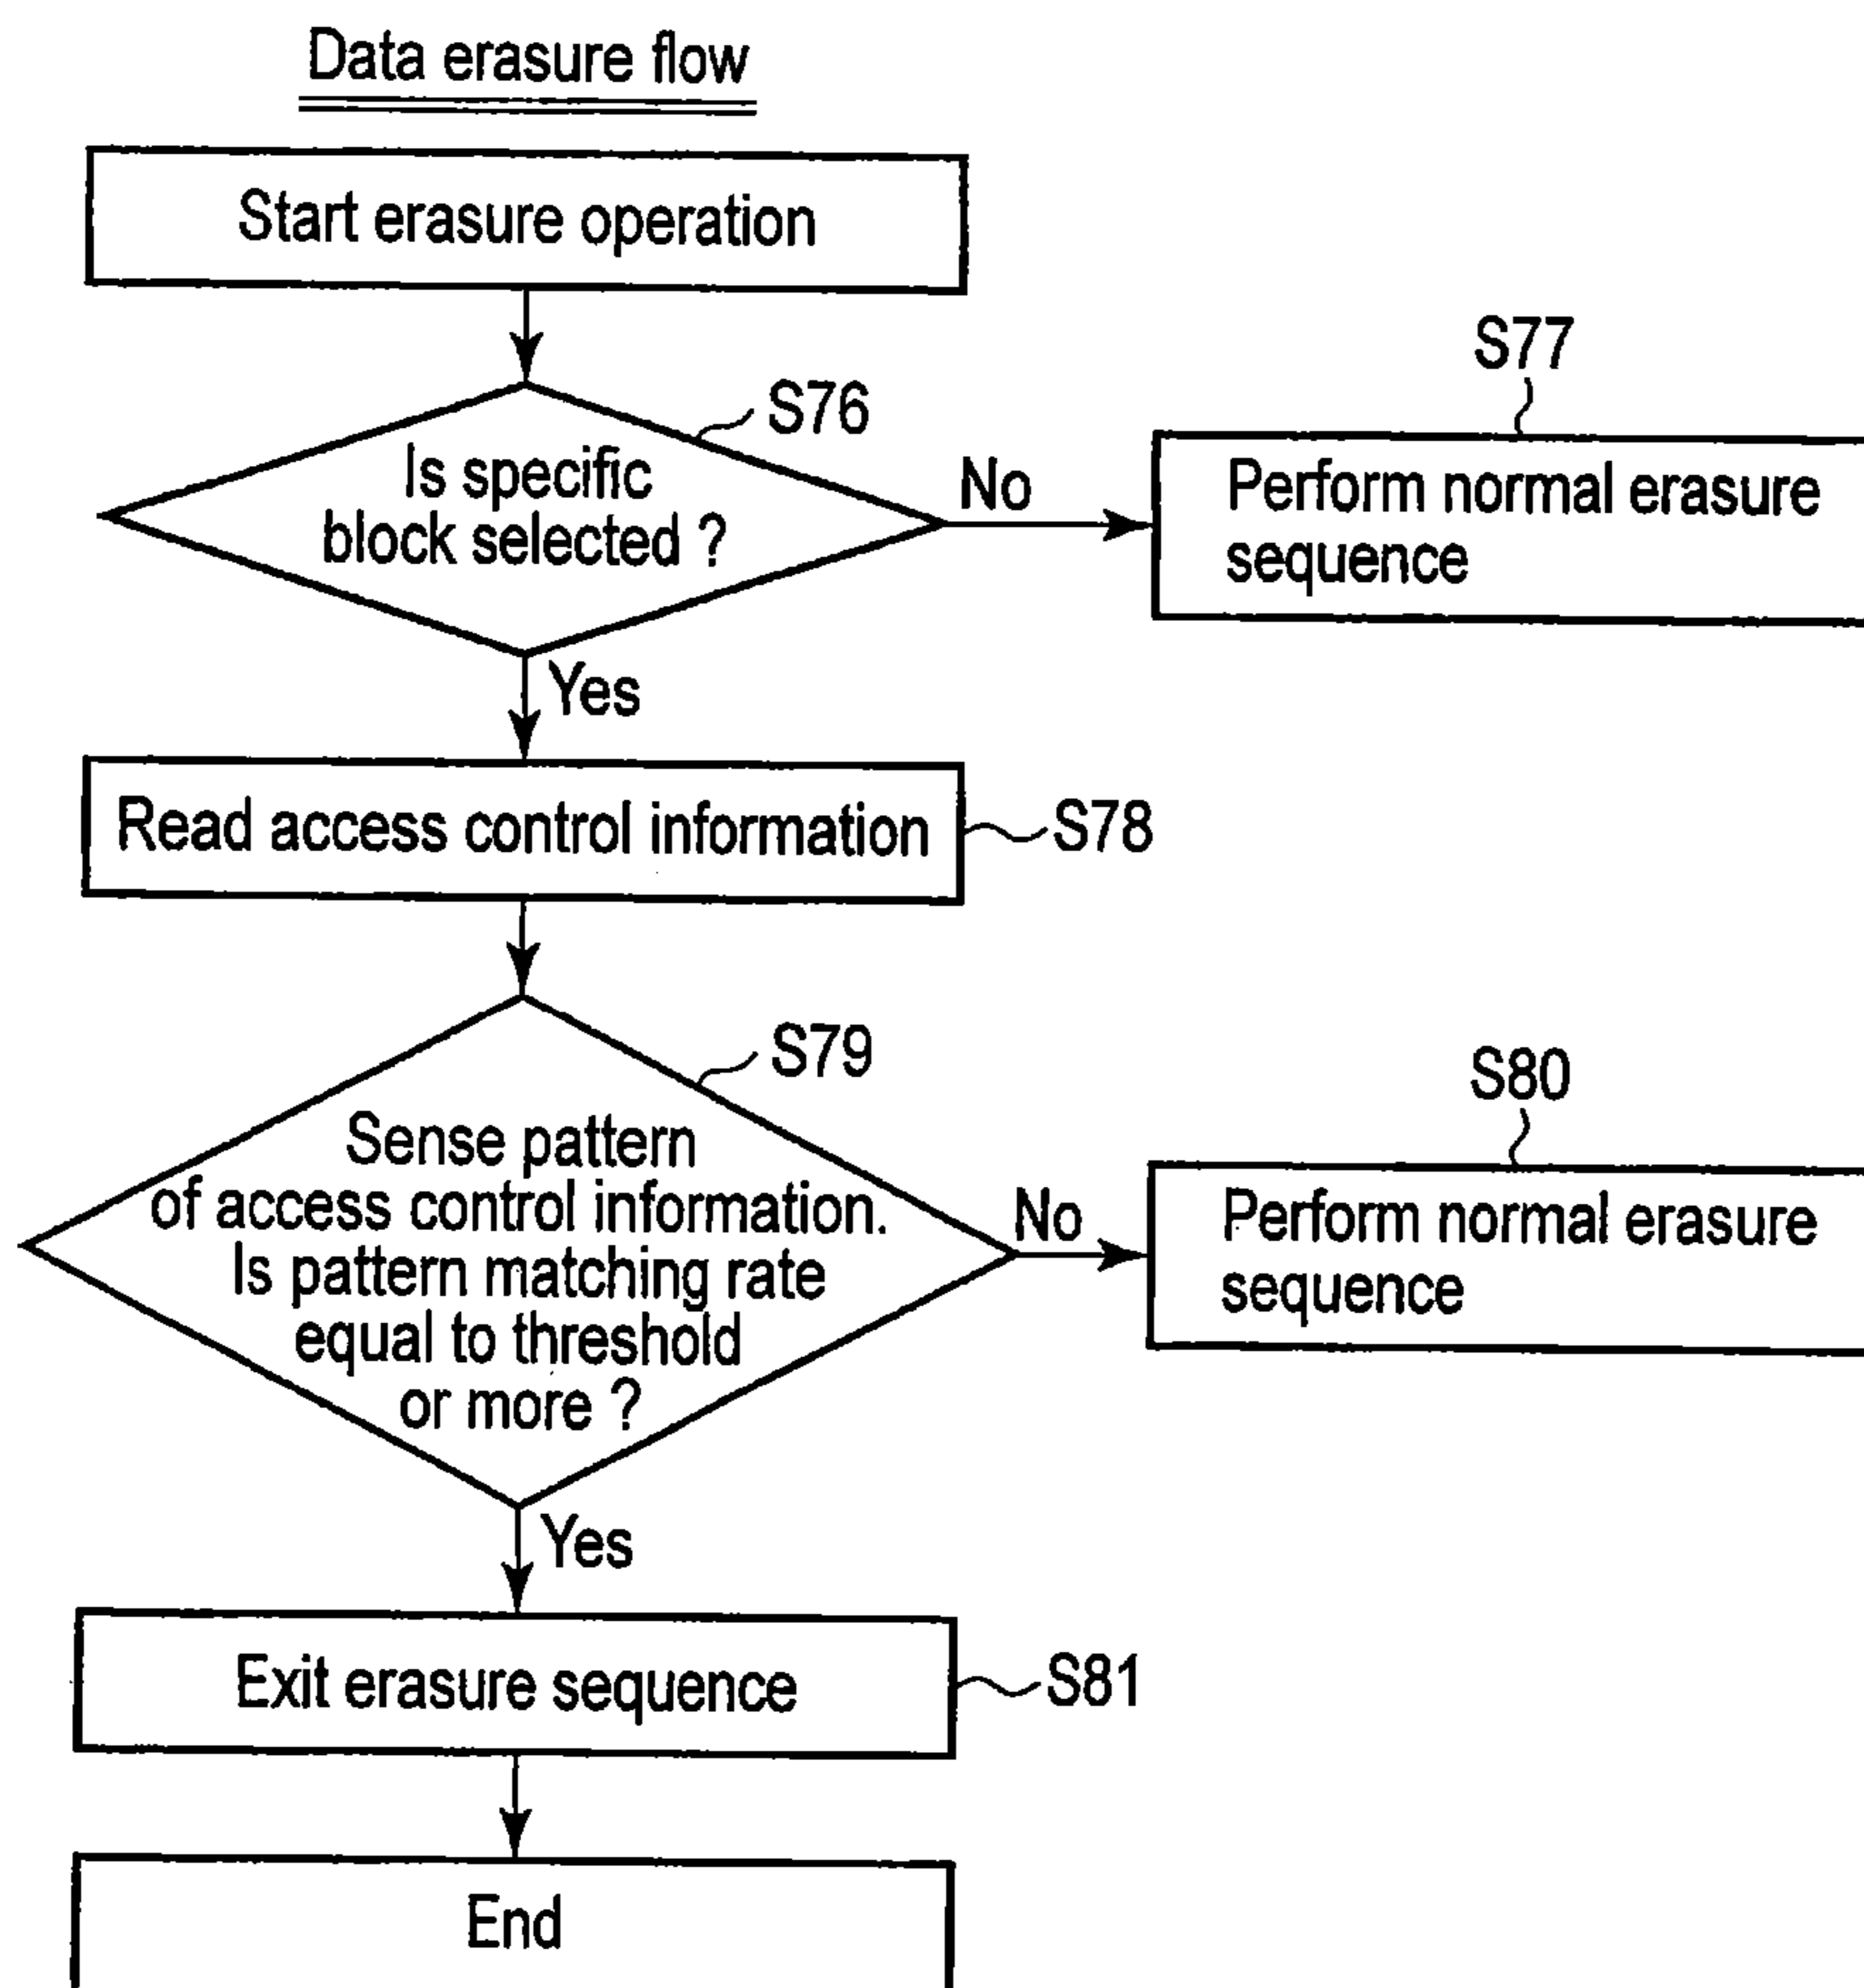 Data erasure flow
Start erasure operation
S76
Is specific
block selected ?
No
S77
Perform normal erasure
sequence
Yes
Read access control information
S78
S79
Sense pattern
of access control information.
Is pattern matching rate
equal to threshold
or more ?
No
S80
Perform normal erasure
sequence
Yes
Exit erasure sequence
S81
End